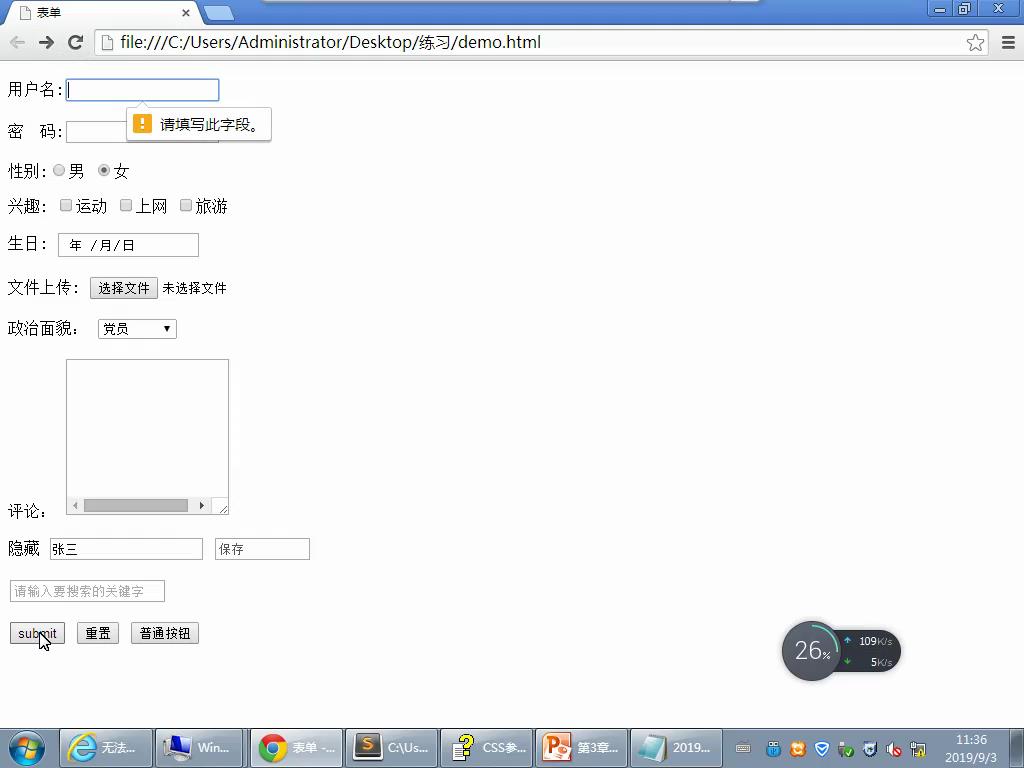 表单
file:///C:/Users/Administrator/Desktop/练习/demo.html
用户名:
请填写此字段。
密 码:
性别: 男 女
兴趣: 运动 上网 旅游
生日: 年 /月/日
文件上传: 选择文件 未选择文件
政治面貌: 党员
评论:
隐藏 张三 保存
请输入要搜索的关键字
submit 重置 普通按钮
26% 109K/s
5K/s
无法... Win... 表单 -... C:\Us... CSS参... 第3章... 2019...
11:36
2019/9/3